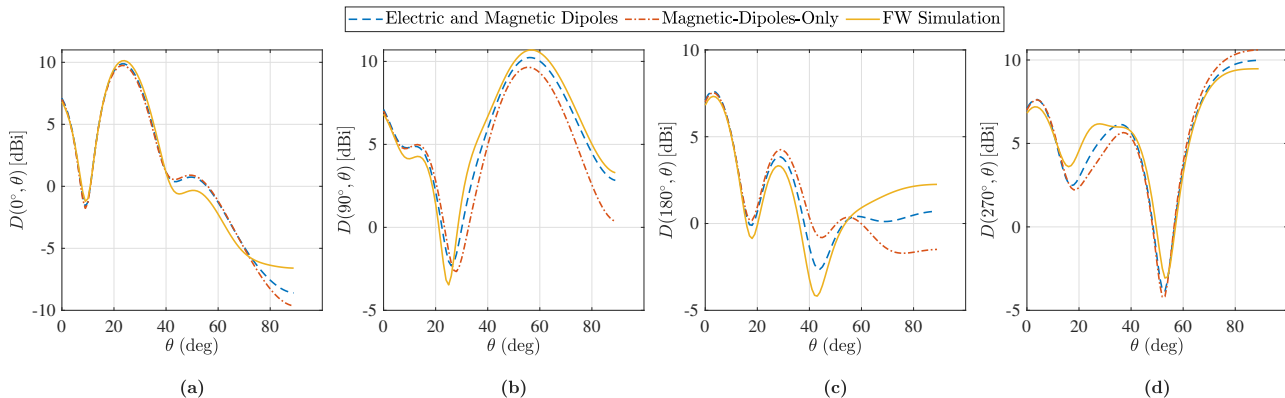 Electric and Magnetic Dipoles Magnetic-Dipoles-Only FW Simulation
10
5
0
-5
-10
D(0°, θ) [dBi]
0 20 40 60 80
θ (deg)
(a)
10
5
0
-5
D(90°, θ) [dBi]
0 20 40 60 80
θ (deg)
(b)
10
5
0
-5
D(180°, θ) [dBi]
0 20 40 60 80
θ (deg)
(c)
10
5
0
-5
D(270°, θ) [dBi]
0 20 40 60 80
θ (deg)
(d)